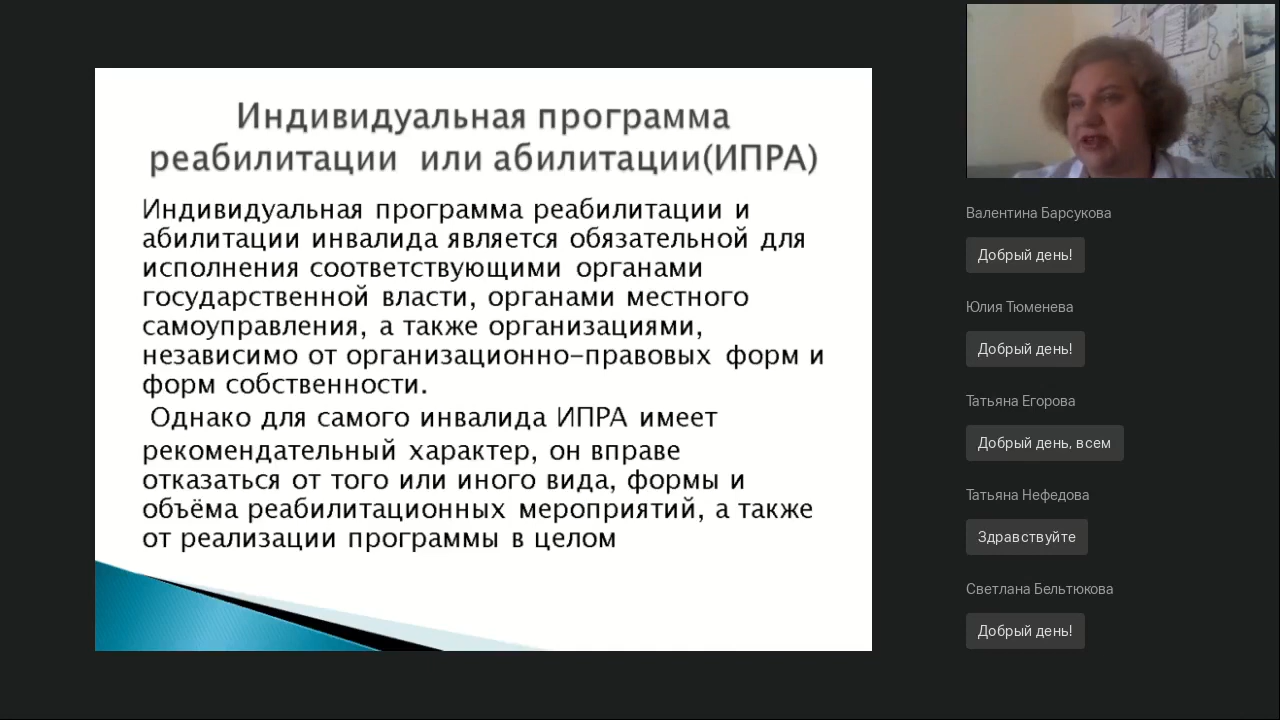 Индивидуальная программа
реабилитации или абилитации(ИПРА)
Индивидуальная программа реабилитации и
абилитации инвалида является обязательной для
исполнения соответствующими органами
государственной власти, органами местного
самоуправления, а также организациями,
независимо от организационно–правовых форм и
форм собственности.
Однако для самого инвалида ИПРА имеет
рекомендательный характер, он вправе
отказаться от того или иного вида, формы и
объёма реабилитационных мероприятий, а также
от реализации программы в целом
Валентина Барсукова
Добрый день!
Юлия Тюменева
Добрый день!
Татьяна Егорова
Добрый день, всем
Татьяна Нефедова
Здравствуйте
Светлана Бельтюкова
Добрый день!